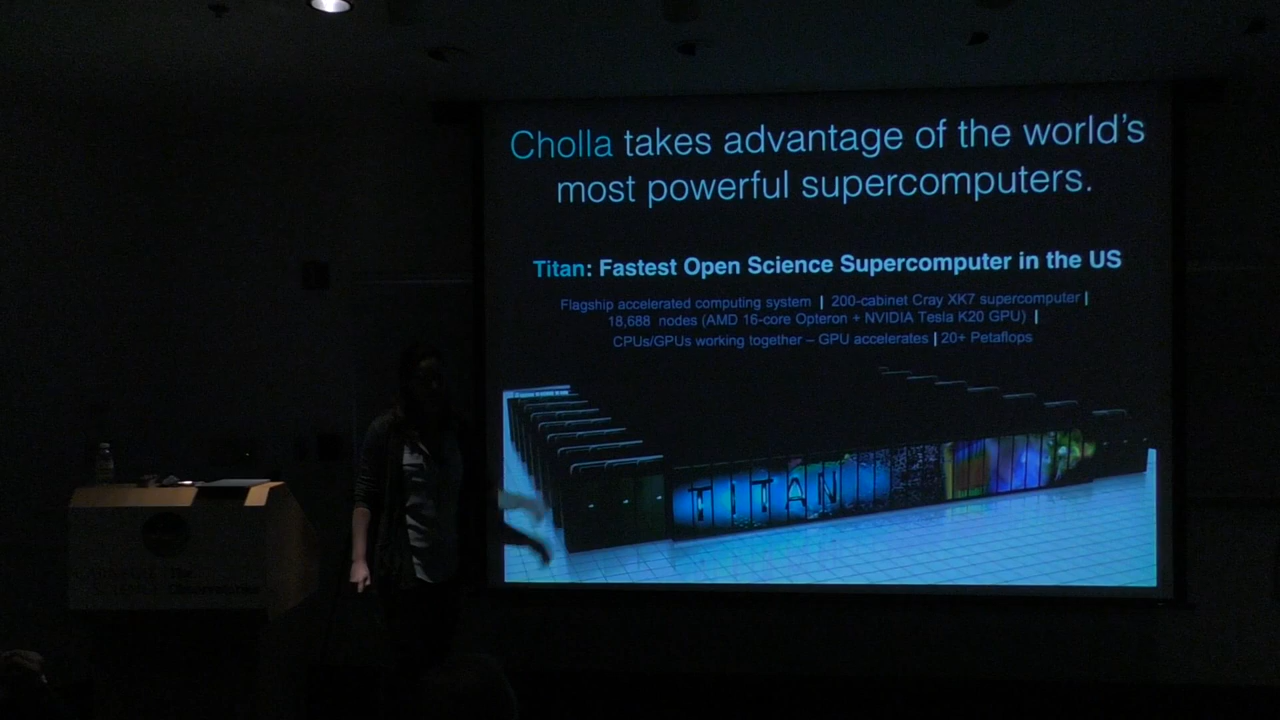 Cholla takes advantage of the world's
most powerful supercomputers.
Titan: Fastest Open Science Supercomputer in the US
Flagship accelerated computing system | 200-cabinet Cray XK7 supercomputer |
18,688 nodes (AMD 16-core Opteron + NVIDIA Tesla K20 GPU) |
CPUs/GPUs working together – GPU accelerates | 20+ Petaflops
TITAN
The